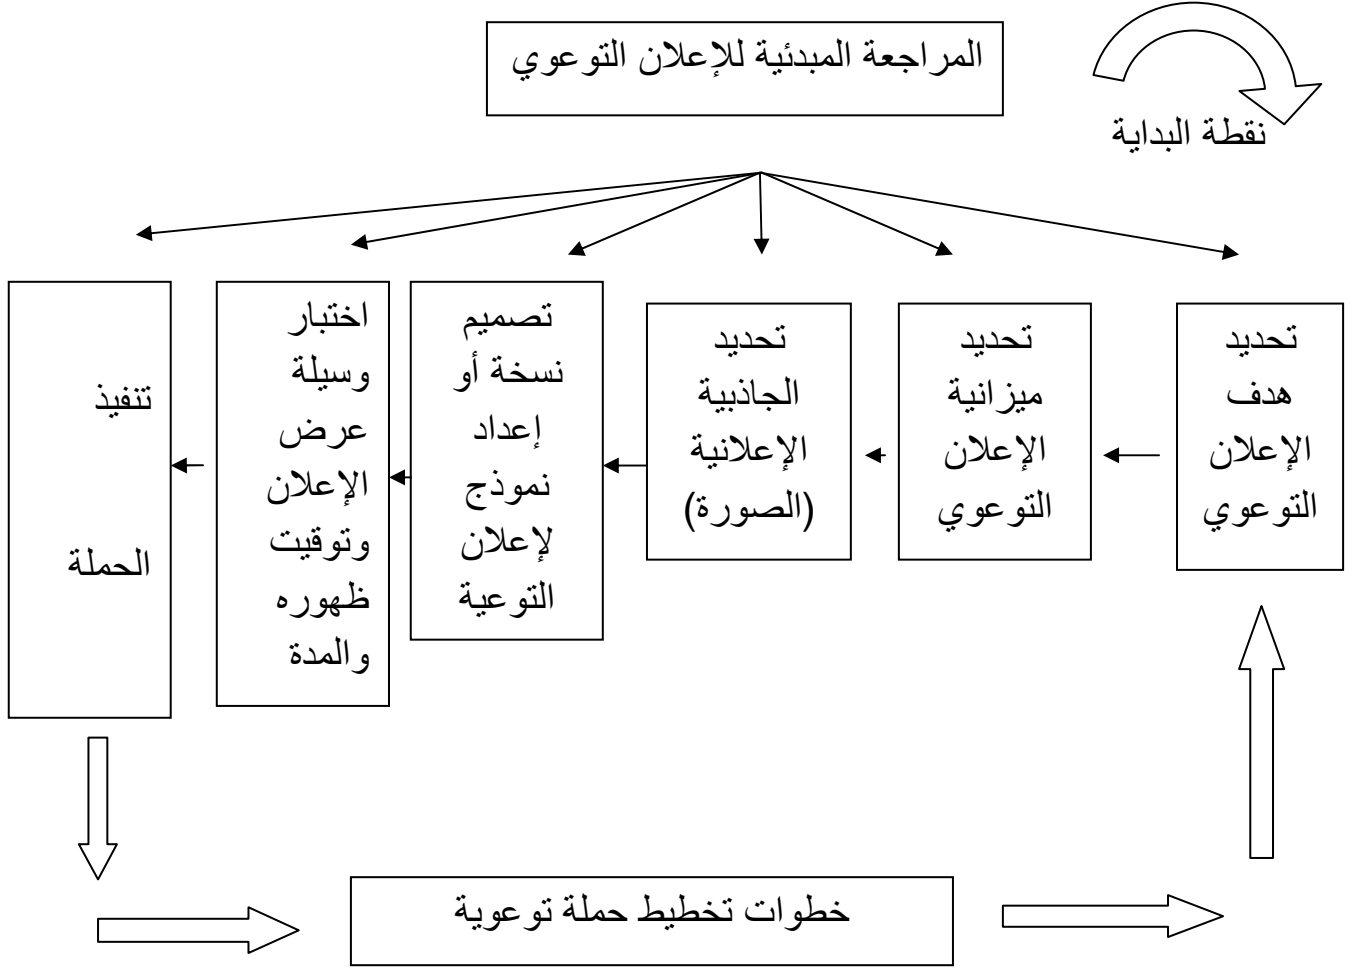 المراجعة المبدئية للإعلان التوعوي
نقطة البداية
تحديد
هدف
الإعلان
التوعوي
تحديد
ميزانية
الإعلان
التوعوي
تحديد
الجاذبية
الإعلانية
(الصورة)
تصميم
نسخة أو
إعداد
نموذج
لإعلان
التوعية
اختبار
وسيلة
عرض
الإعلان
وتوقيت
ظهوره
والمدة
تنفيذ
الحملة
خطوات تخطيط حملة توعوية